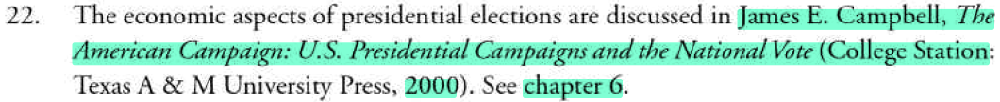 22. The economic aspects of presidential elections are discussed in James E. Campbell, The
American Campaign: U.S. Presidential Campaigns and the National Vote (College Station:
Texas A & M University Press, 2000). See chapter 6.